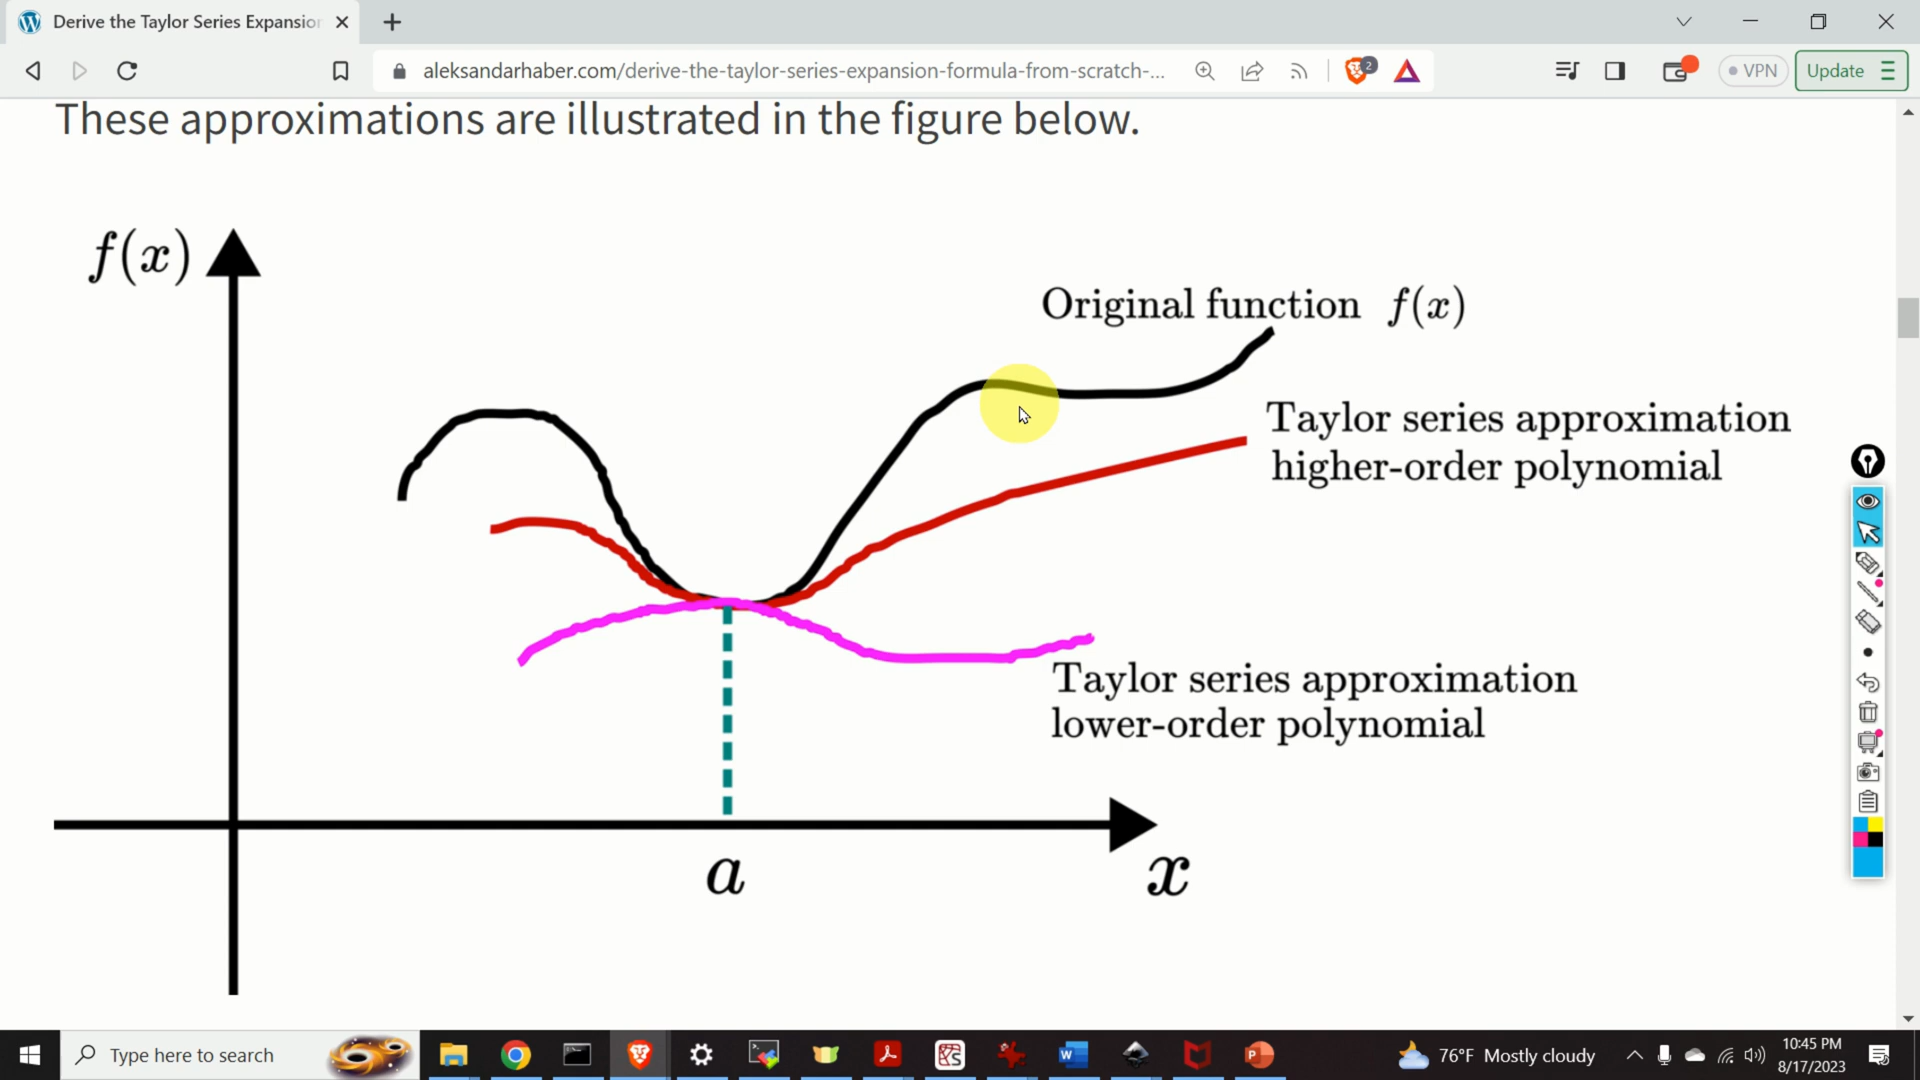 Derive the Taylor Series Expansion
aleksandarhaber.com/derive-the-taylor-series-expansion-formula-from-scratch-...
2
VPN
Update
These approximations are illustrated in the figure below.
f(x)
Original function f(x)
Taylor series approximation
higher-order polynomial
Taylor series approximation
lower-order polynomial
a
x
Type here to search
76°F Mostly cloudy
10:45 PM
8/17/2023